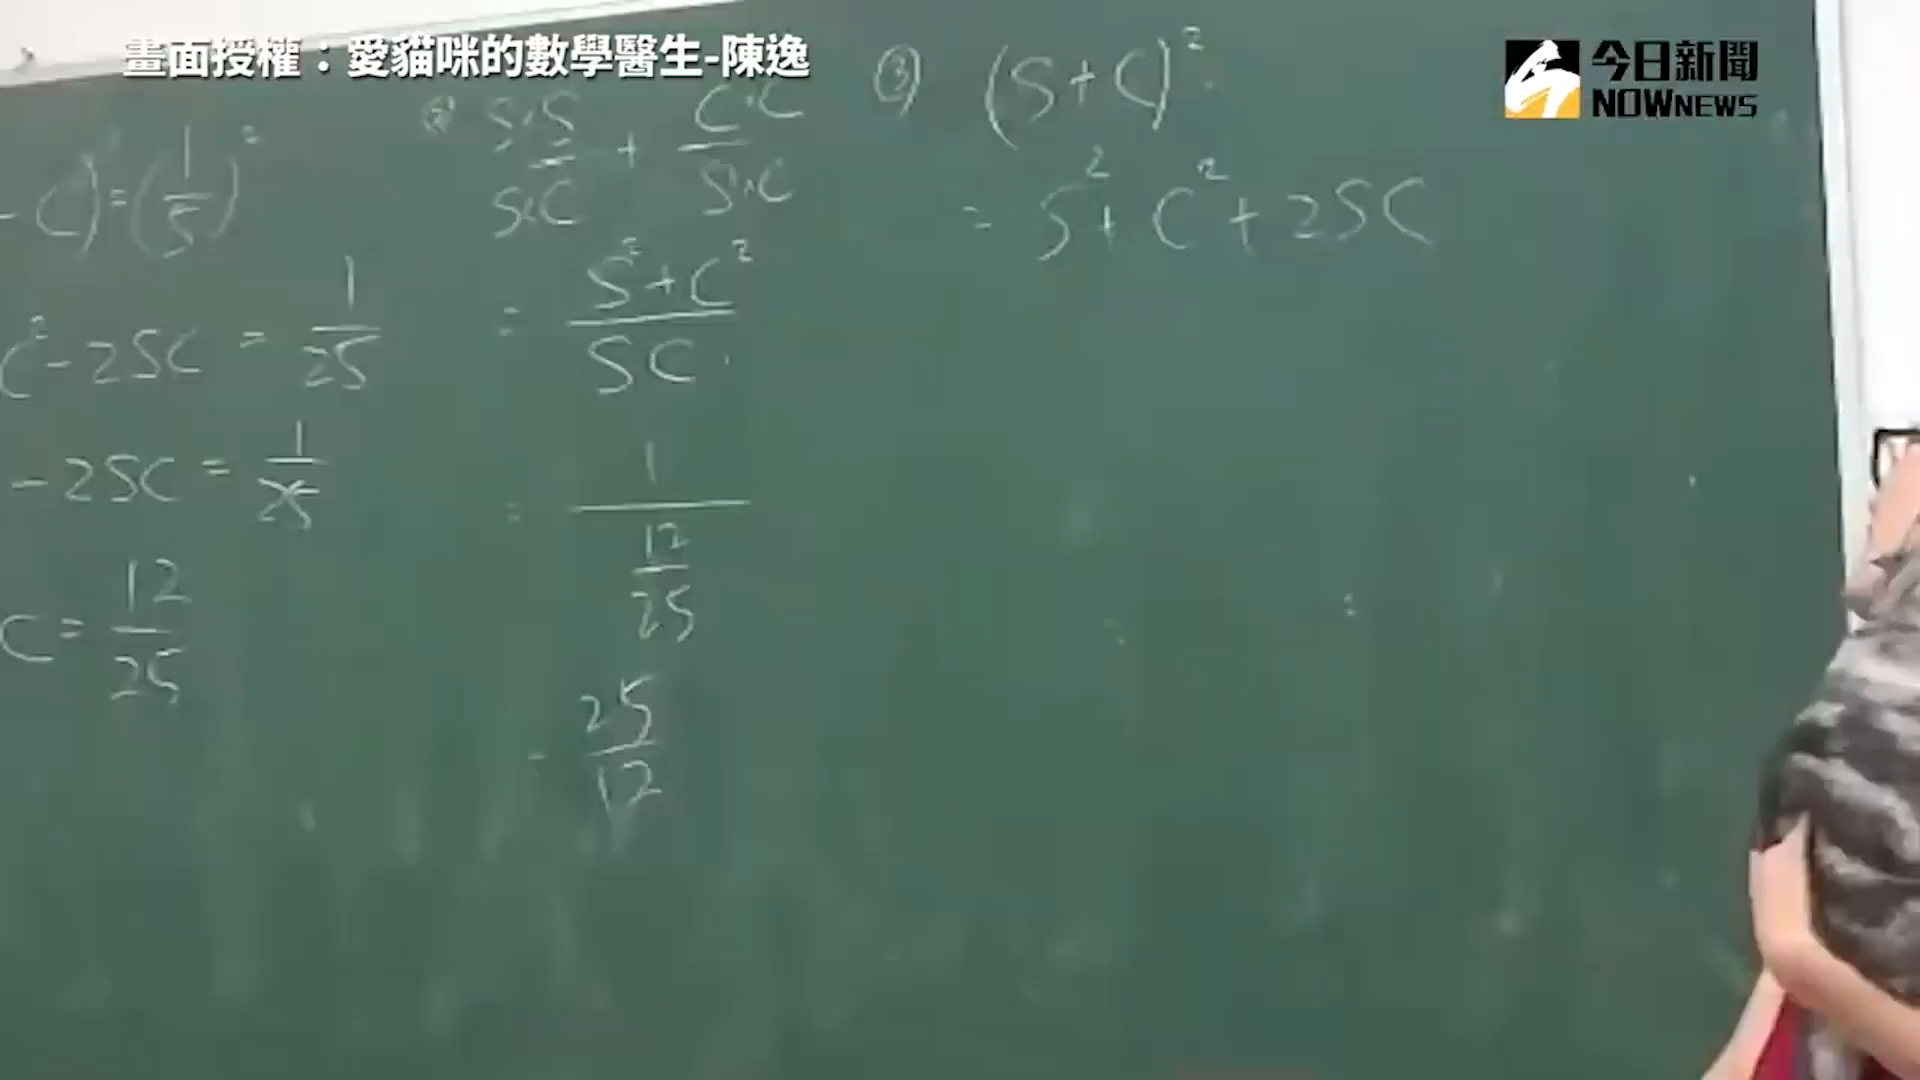 畫面授權：愛貓咪的數學醫生-陳逸
今日新聞
NOWNEWS
- C)² = (1/5)²
C² - 2SC = 1/25
- 2SC = 1/25
C = 12/25
② S×S/S×C + C×C/S×C
= S²+C²/SC
= 1/(12/25)
= 25/12
③ (S+C)²
= S² + C² + 2SC